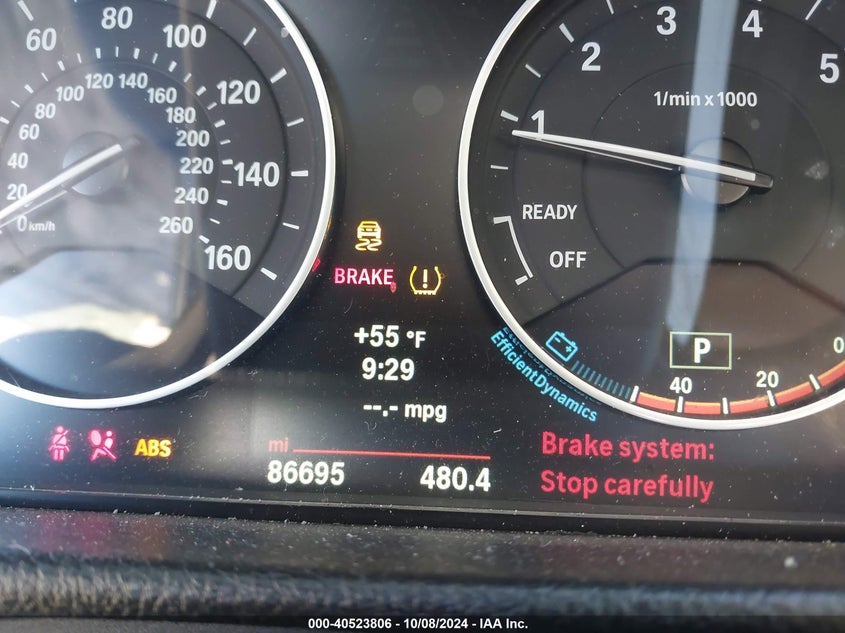 60 80 100 120 140 160
0 km/h 20 40 60 80 100 120 140 160 180 200 220 240 260
1 2 3 4 5
1/min x 1000
READY
OFF
BRAKE
+55 °F
9:29
--.- mpg
EfficientDynamics
P
40 20 0
ABS
mi
86695 480.4
Brake system:
Stop carefully
000-40523806 - 10/08/2024 - IAA Inc.